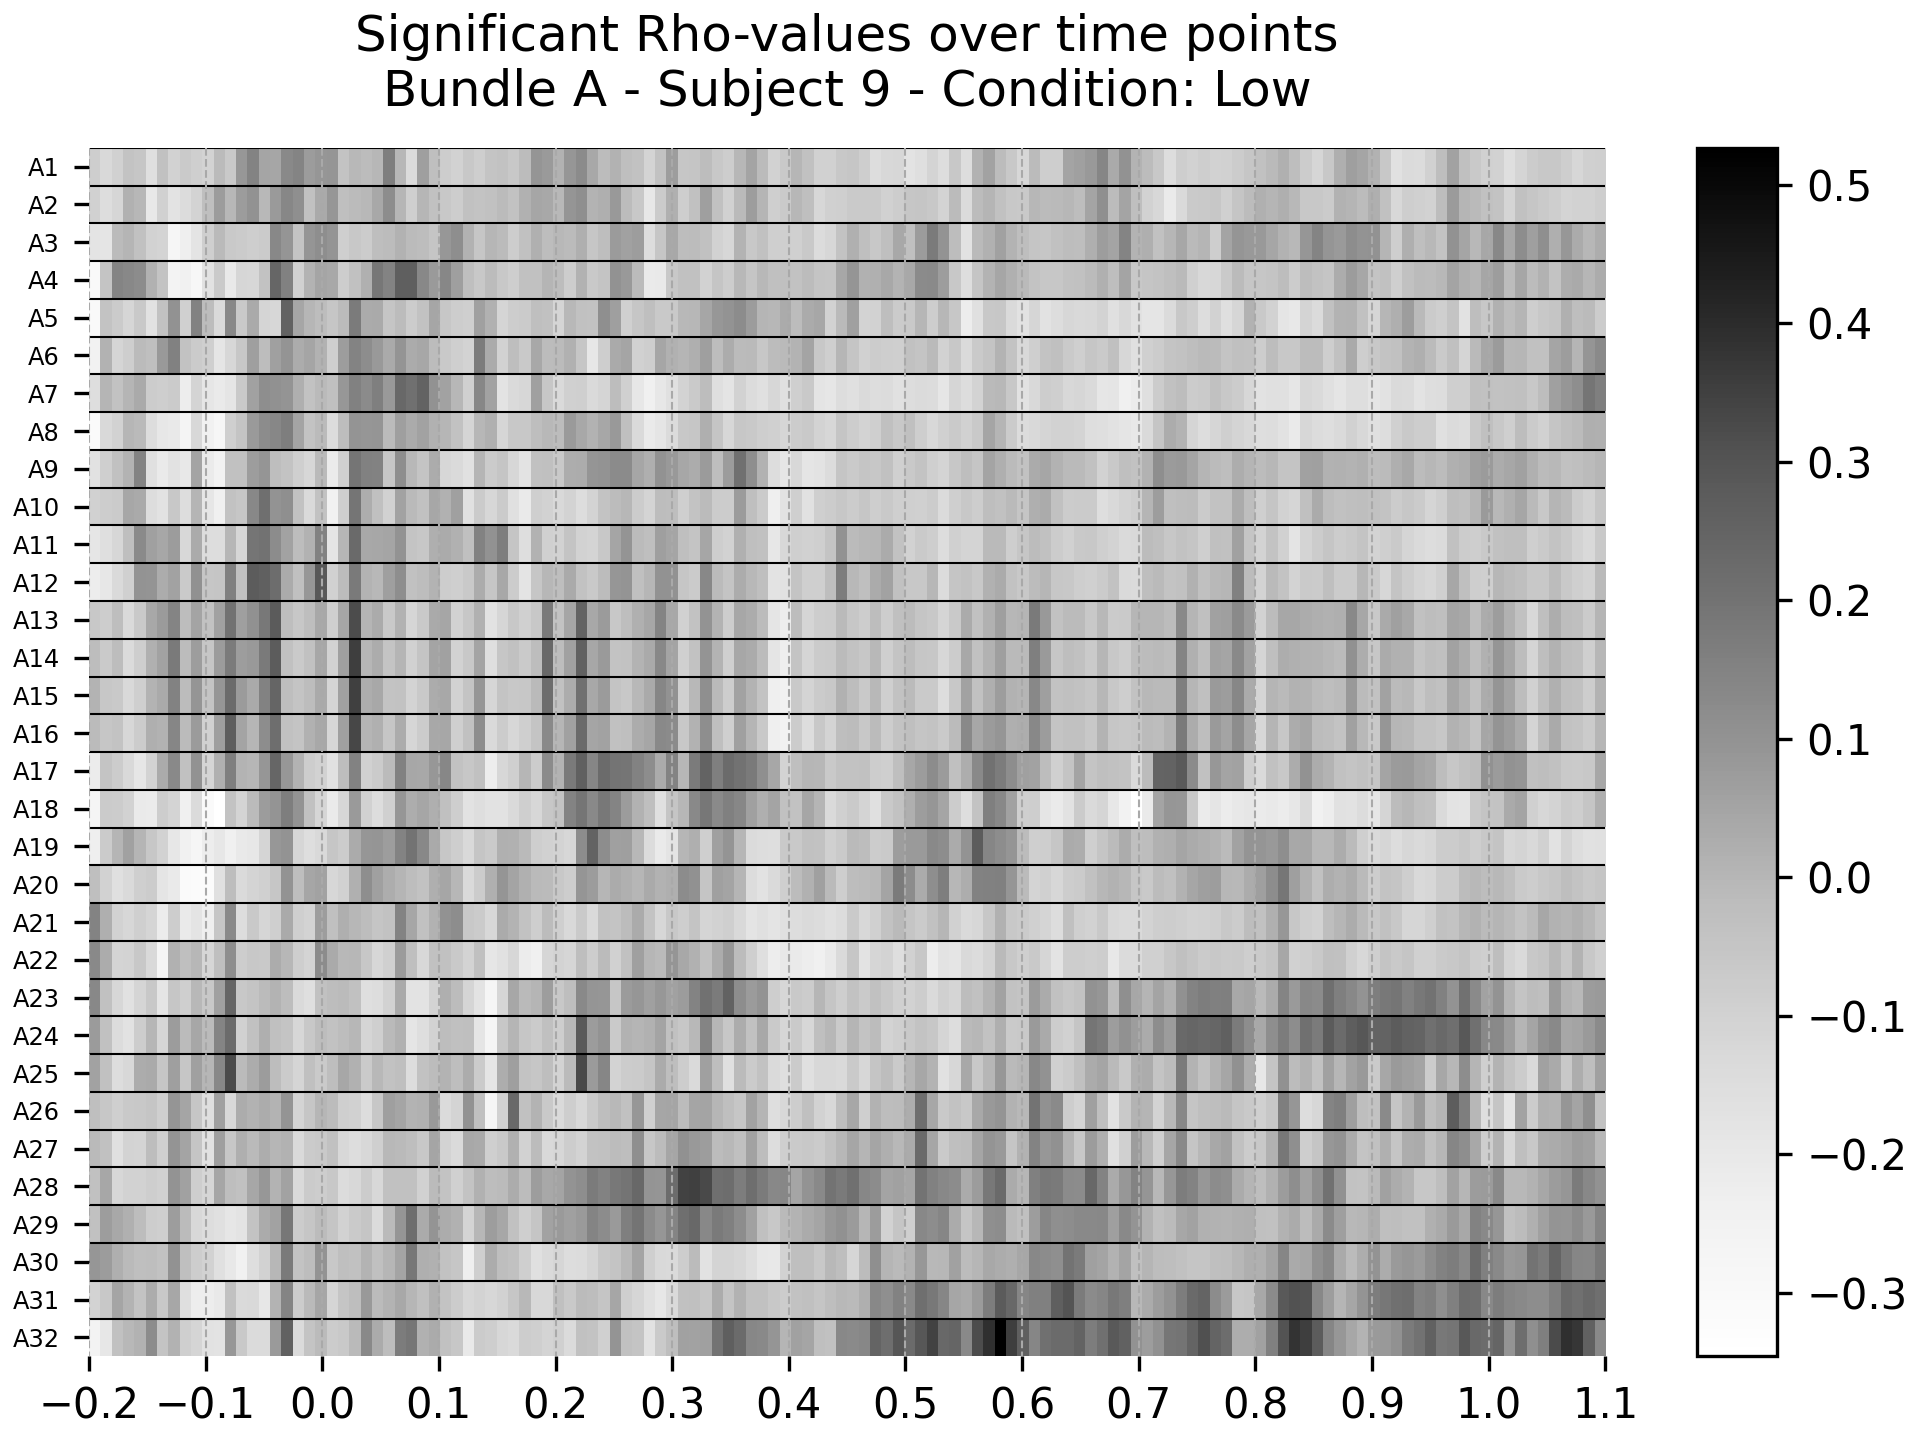 Significant Rho-values over time points
Bundle A - Subject 9 - Condition: Low
A1
A2
A3
A4
A5
A6
A7
A8
A9
A10
A11
A12
A13
A14
A15
A16
A17
A18
A19
A20
A21
A22
A23
A24
A25
A26
A27
A28
A29
A30
A31
A32
−0.2 −0.1 0.0 0.1 0.2 0.3 0.4 0.5 0.6 0.7 0.8 0.9 1.0 1.1
0.5
0.4
0.3
0.2
0.1
0.0
−0.1
−0.2
−0.3